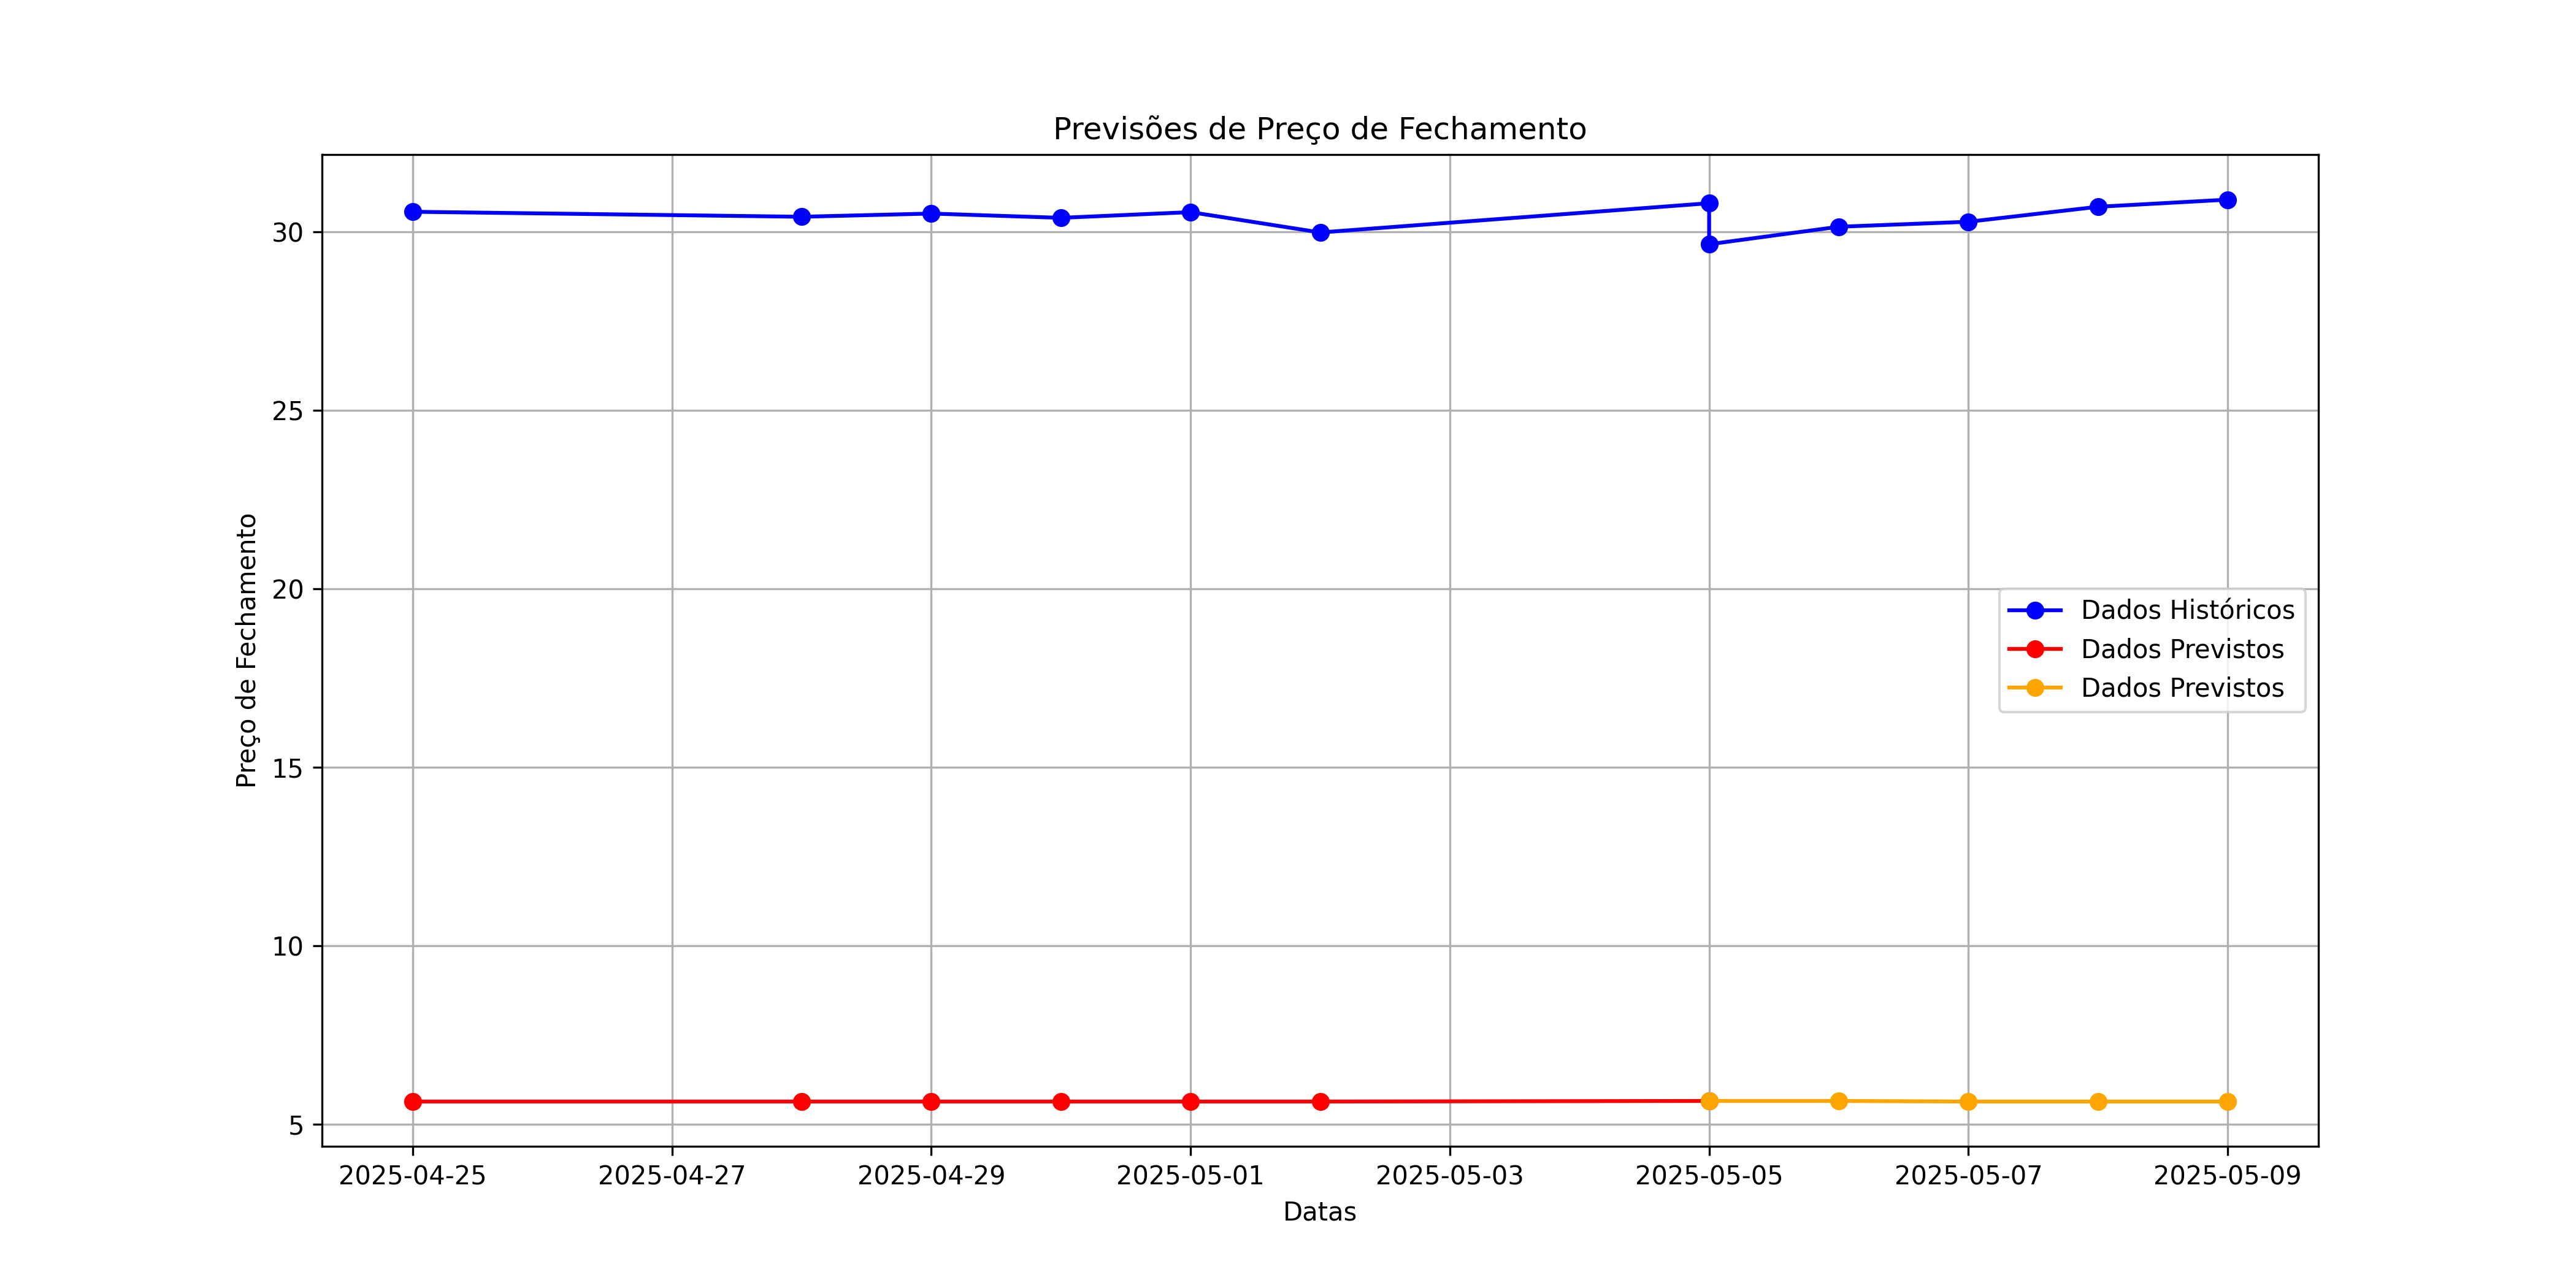 Previsões de Preço de Fechamento
Preço de Fechamento
30
25
20
15
10
5
Dados Históricos
Dados Previstos
Dados Previstos
2025-04-25
2025-04-27
2025-04-29
2025-05-01
2025-05-03
2025-05-05
2025-05-07
2025-05-09
Datas